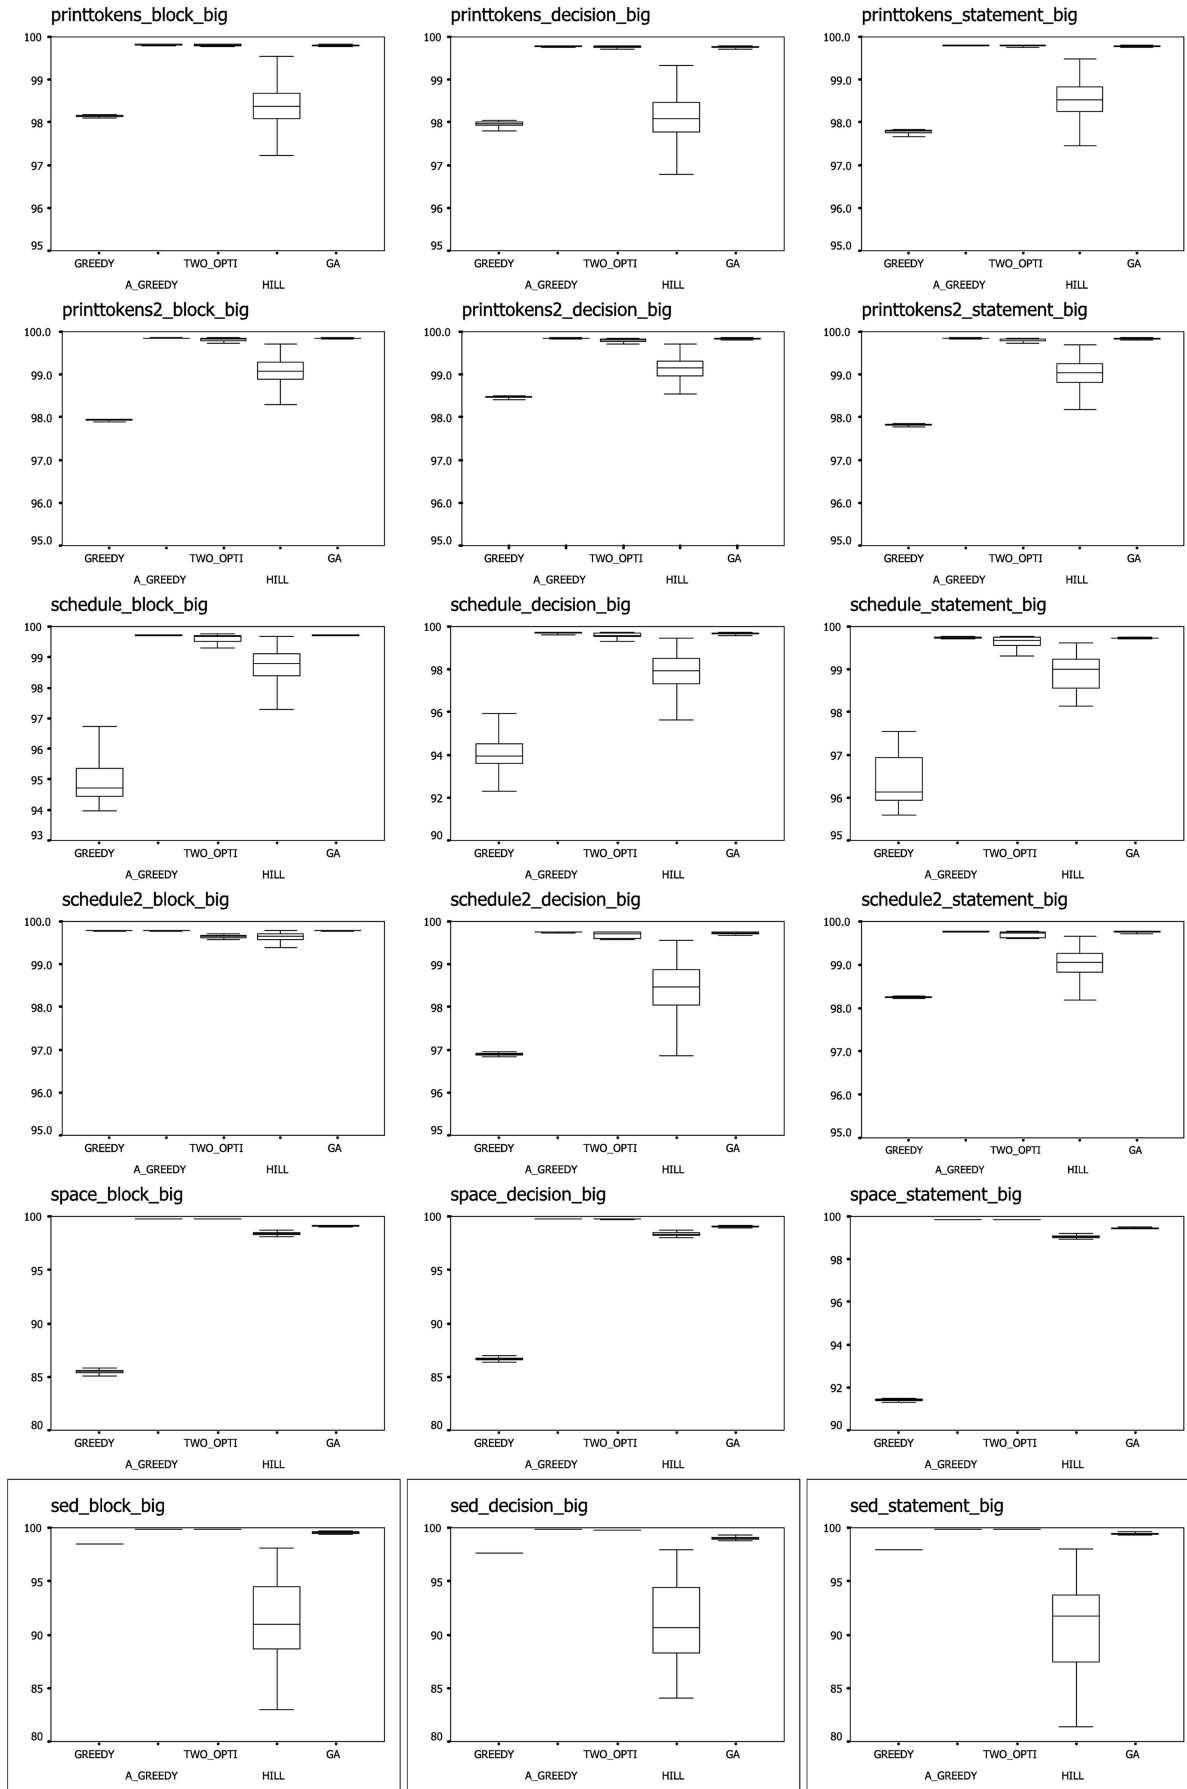 printtokens_block_big
100
99
98
97
96
95
GREEDY
TWO_OPTI
GA
A_GREEDY
HILL
printtokens_decision_big
100
99
98
97
96
95
GREEDY
TWO_OPTI
GA
A_GREEDY
HILL
printtokens_statement_big
100.0
99.0
98.0
97.0
96.0
95.0
GREEDY
TWO_OPTI
GA
A_GREEDY
HILL
printtokens2_block_big
100.0
99.0
98.0
97.0
96.0
95.0
GREEDY
TWO_OPTI
GA
A_GREEDY
HILL
printtokens2_decision_big
100.0
99.0
98.0
97.0
96.0
95.0
GREEDY
TWO_OPTI
GA
A_GREEDY
HILL
printtokens2_statement_big
100.0
99.0
98.0
97.0
96.0
95.0
GREEDY
TWO_OPTI
GA
A_GREEDY
HILL
schedule_block_big
100
99
98
97
96
95
94
93
GREEDY
TWO_OPTI
GA
A_GREEDY
HILL
schedule_decision_big
100
98
96
94
92
90
GREEDY
TWO_OPTI
GA
A_GREEDY
HILL
schedule_statement_big
100
99
98
97
96
95
GREEDY
TWO_OPTI
GA
A_GREEDY
HILL
schedule2_block_big
100.0
99.0
98.0
97.0
96.0
95.0
GREEDY
TWO_OPTI
GA
A_GREEDY
HILL
schedule2_decision_big
100
99
98
97
96
95
GREEDY
TWO_OPTI
GA
A_GREEDY
HILL
schedule2_statement_big
100.0
99.0
98.0
97.0
96.0
95.0
GREEDY
TWO_OPTI
GA
A_GREEDY
HILL
space_block_big
100
95
90
85
80
GREEDY
TWO_OPTI
GA
A_GREEDY
HILL
space_decision_big
100
95
90
85
80
GREEDY
TWO_OPTI
GA
A_GREEDY
HILL
space_statement_big
100
98
96
94
92
90
GREEDY
TWO_OPTI
GA
A_GREEDY
HILL
sed_block_big
100
95
90
85
80
GREEDY
TWO_OPTI
GA
A_GREEDY
HILL
sed_decision_big
100
95
90
85
80
GREEDY
TWO_OPTI
GA
A_GREEDY
HILL
sed_statement_big
100
95
90
85
80
GREEDY
TWO_OPTI
GA
A_GREEDY
HILL